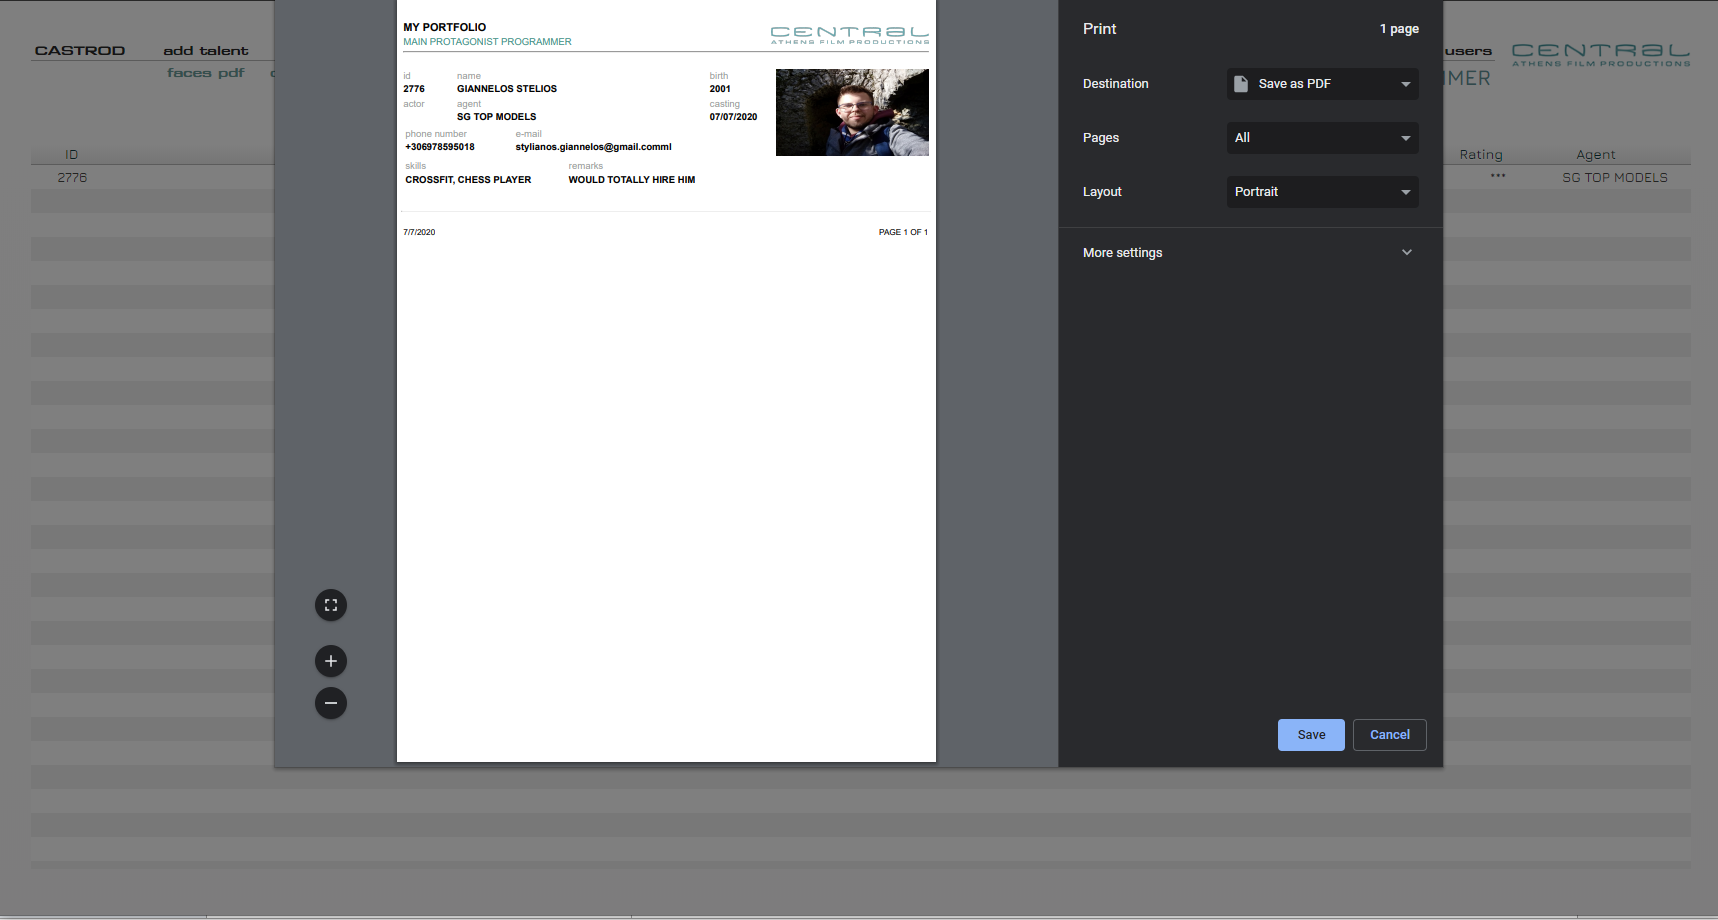 CASTROD add talent
faces pdf
users CENTRAL
ATHENS FILM PRODUCTIONS
MER
ID Rating Agent
2776 *** SG TOP MODELS
MY PORTFOLIO
MAIN PROTAGONIST PROGRAMMER
CENTRAL
ATHENS FILM PRODUCTIONS
id name birth
2776 GIANNELOS STELIOS 2001
actor agent casting
SG TOP MODELS 07/07/2020
phone number e-mail
+306978595018 stylianos.giannelos@gmail.comml
skills remarks
CROSSFIT, CHESS PLAYER WOULD TOTALLY HIRE HIM
7/7/2020 PAGE 1 OF 1
Print 1 page
Destination Save as PDF
Pages All
Layout Portrait
More settings
Save Cancel